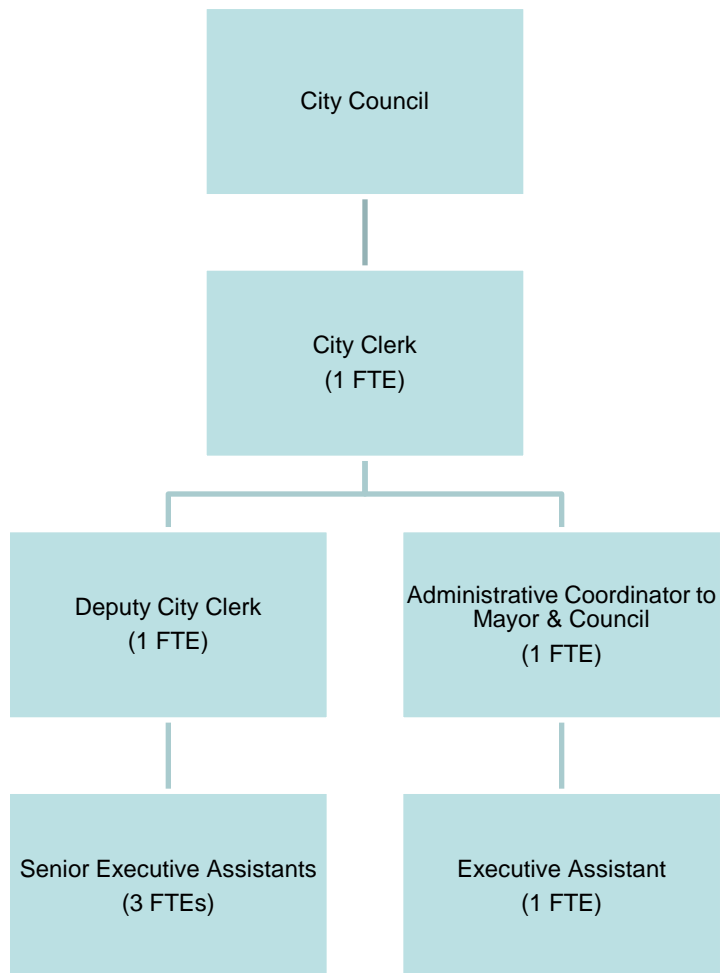 City Council
City Clerk
(1 FTE)
Deputy City Clerk
(1 FTE)
Administrative Coordinator to
Mayor & Council
(1 FTE)
Senior Executive Assistants
(3 FTEs)
Executive Assistant
(1 FTE)